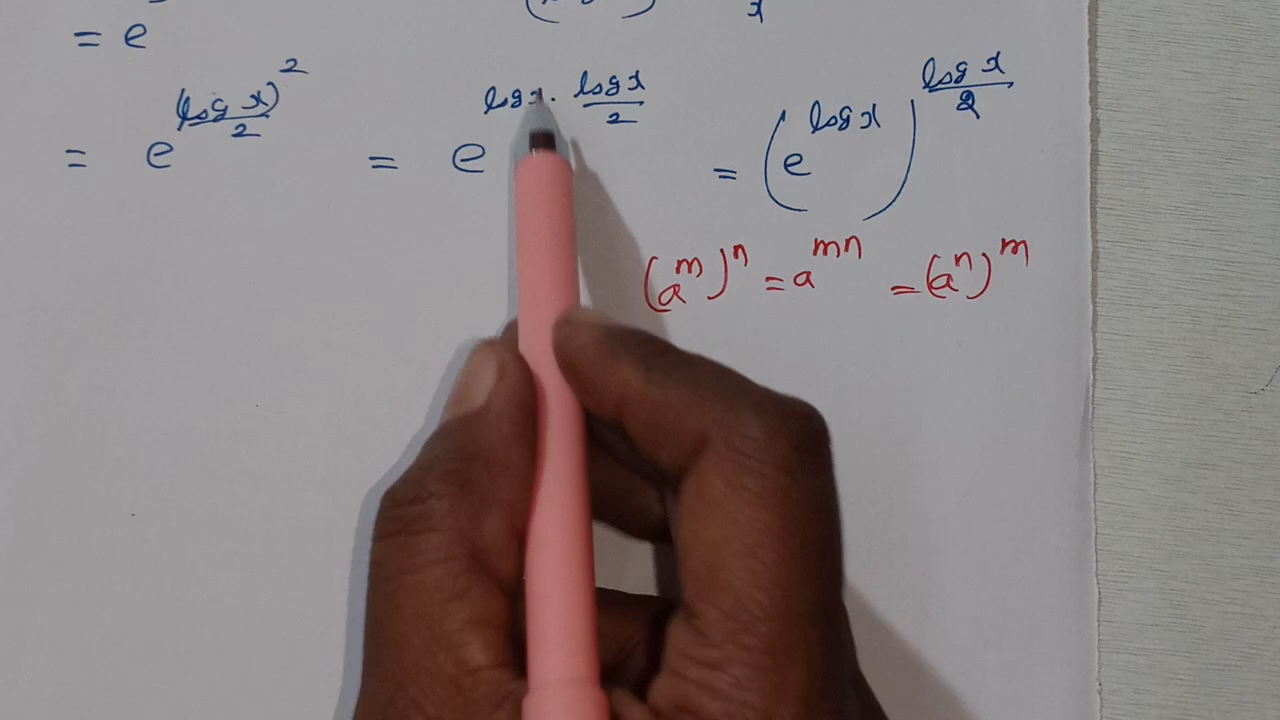 = e x
= e^((log x)^2/2) = e^(log x · log x/2) = (e^(log x))^(log x/2)
(a^m)^n = a^(mn) = (a^n)^m